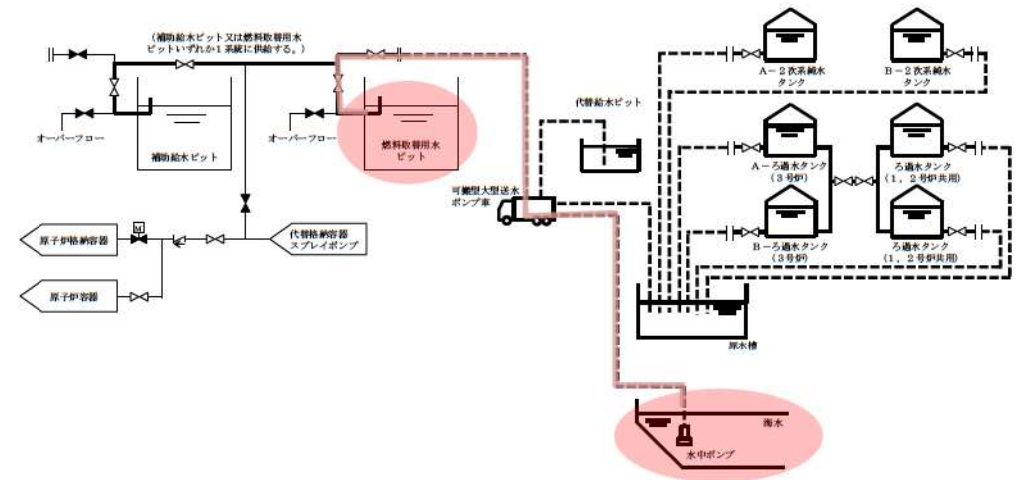 (補助給水ピット又は燃料取替用水
ピットいずれか1系統に供給する。)
オーバーフロー
補助給水ピット
オーバーフロー
燃料取替用水
ピット
代替給水ピット
可搬型大型送水
ポンプ車
A-2次系純水
タンク
B-2次系純水
タンク
A-ろ過水タンク
(3号炉)
ろ過水タンク
(1,2号炉共用)
B-ろ過水タンク
(3号炉)
ろ過水タンク
(1,2号炉共用)
M
原子炉格納容器
代替格納容器
スプレイポンプ
原子炉容器
原水槽
海水
水中ポンプ